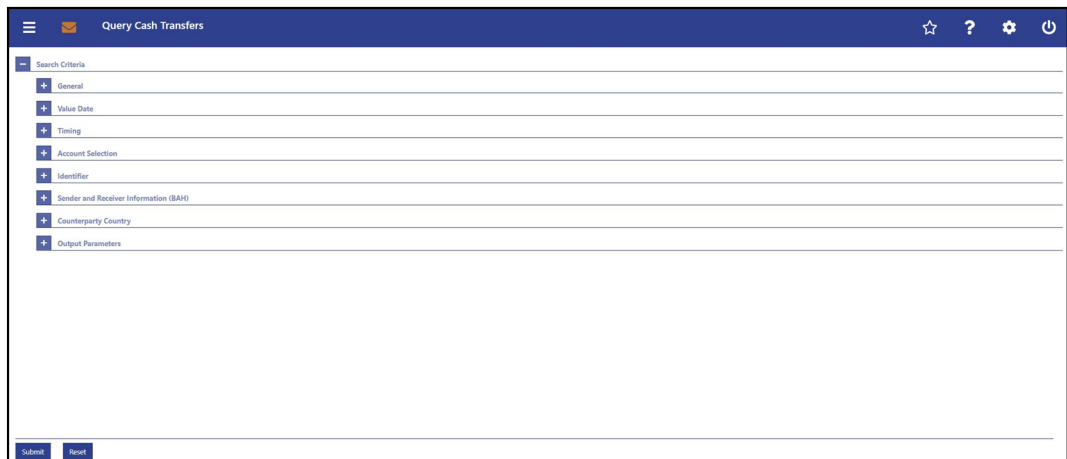 Query Cash Transfers
Search Criteria
General
Value Date
Timing
Account Selection
Identifier
Sender and Receiver Information (BAH)
Counterparty Country
Output Parameters
Submit Reset